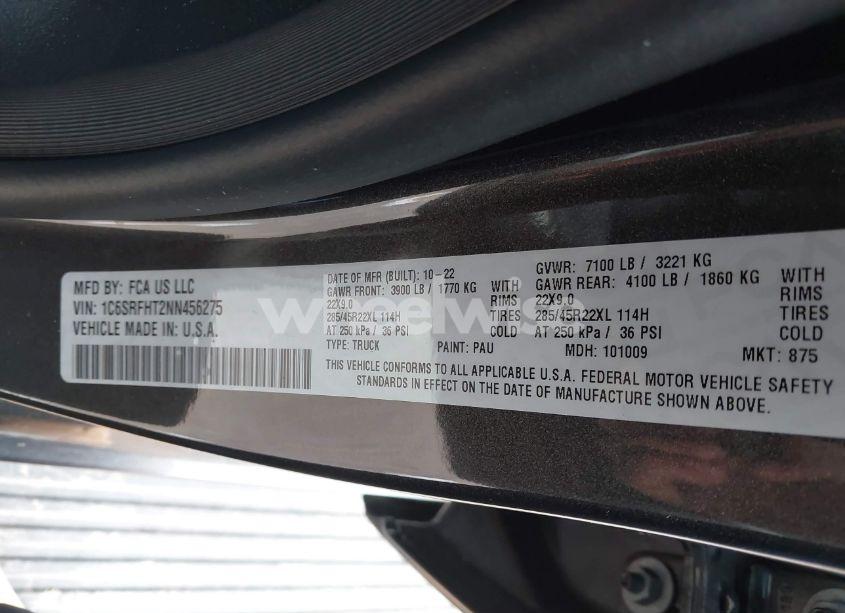 MFD BY: FCA US LLC
VIN: 1C6SRFHT2NN456275
VEHICLE MADE IN: U.S.A.
DATE OF MFR (BUILT): 10-22
GAWR FRONT: 3900 LB / 1770 KG WITH
22X9.0 RIMS
285/45R22XL 114H TIRES
AT 250 kPa / 36 PSI COLD
GVWR: 7100 LB / 3221 KG
GAWR REAR: 4100 LB / 1860 KG WITH
22X9.0 RIMS
285/45R22XL 114H TIRES
AT 250 kPa / 36 PSI COLD
TYPE: TRUCK PAINT: PAU MDH: 101009 MKT: 875
THIS VEHICLE CONFORMS TO ALL APPLICABLE U.S.A. FEDERAL MOTOR VEHICLE SAFETY
STANDARDS IN EFFECT ON THE DATE OF MANUFACTURE SHOWN ABOVE.
wheelwise